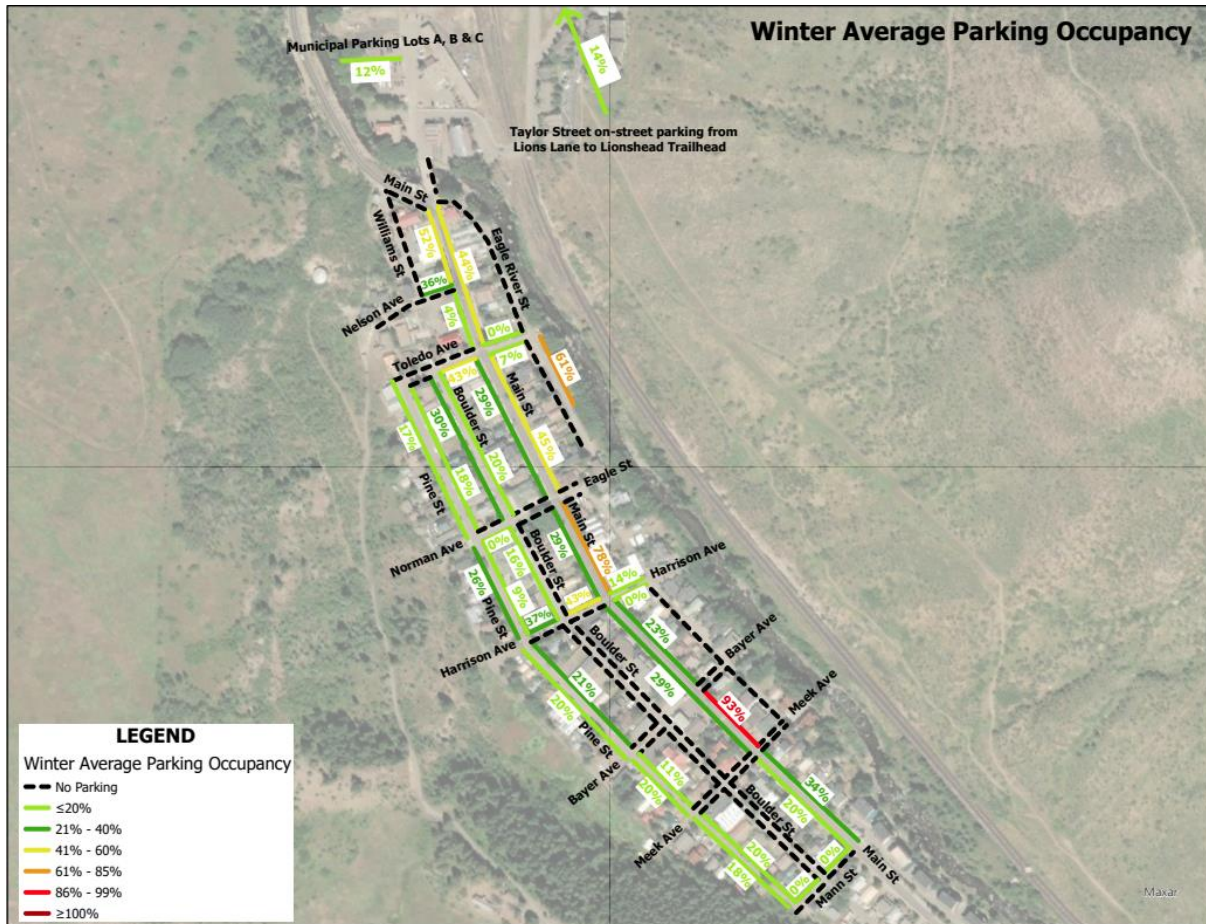 Winter Average Parking Occupancy
Municipal Parking Lots A, B & C
12%
14%
Taylor Street on-street parking from
Lions Lane to Lionshead Trailhead
Main St
Williams St
52%
44%
Eagle River St
36%
Nelson Ave
4%
0%
Toledo Ave
7%
61%
43%
Main St
29%
Boulder St
30%
17%
45%
20%
18%
Pine St
Eagle St
Main St
Norman Ave
0%
16%
Boulder St
29%
78%
Harrison Ave
14%
0%
26%
9%
43%
37%
Pine St
Harrison Ave
23%
Boulder St
Bayer Ave
21%
29%
Meek Ave
20%
93%
Pine St
Bayer Ave
11%
20%
34%
20%
Boulder St
Meek Ave
20%
18%
0%
0%
Main St
Mann St
LEGEND
Winter Average Parking Occupancy
No Parking
≤20%
21% - 40%
41% - 60%
61% - 85%
86% - 99%
≥100%
Maxar